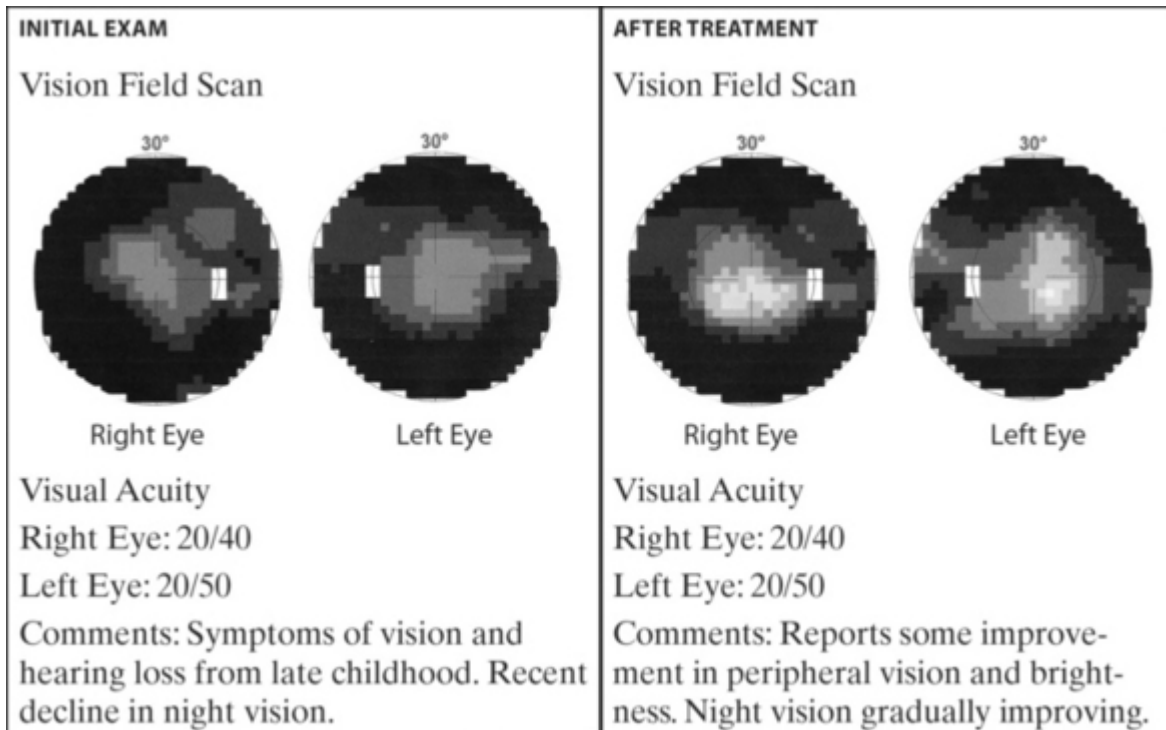 INITIAL EXAM
Vision Field Scan
30°
30°
Right Eye
Left Eye
Visual Acuity
Right Eye: 20/40
Left Eye: 20/50
Comments: Symptoms of vision and
hearing loss from late childhood. Recent
decline in night vision.
AFTER TREATMENT
Vision Field Scan
30°
30°
Right Eye
Left Eye
Visual Acuity
Right Eye: 20/40
Left Eye: 20/50
Comments: Reports some improve-
ment in peripheral vision and bright-
ness. Night vision gradually improving.